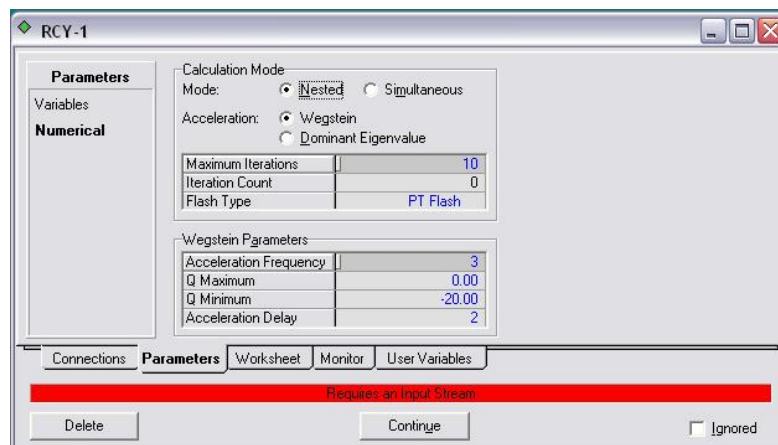 RCY-1
Parameters
Variables
Numerical
Calculation Mode
Mode: Nested Simultaneous
Acceleration: Wegstein
Dominant Eigenvalue
Maximum Iterations 10
Iteration Count 0
Flash Type PT Flash
Wegstein Parameters
Acceleration Frequency 3
Q Maximum 0.00
Q Minimum -20.00
Acceleration Delay 2
Connections Parameters Worksheet Monitor User Variables
Requires an Input Stream
Delete Continue Ignored